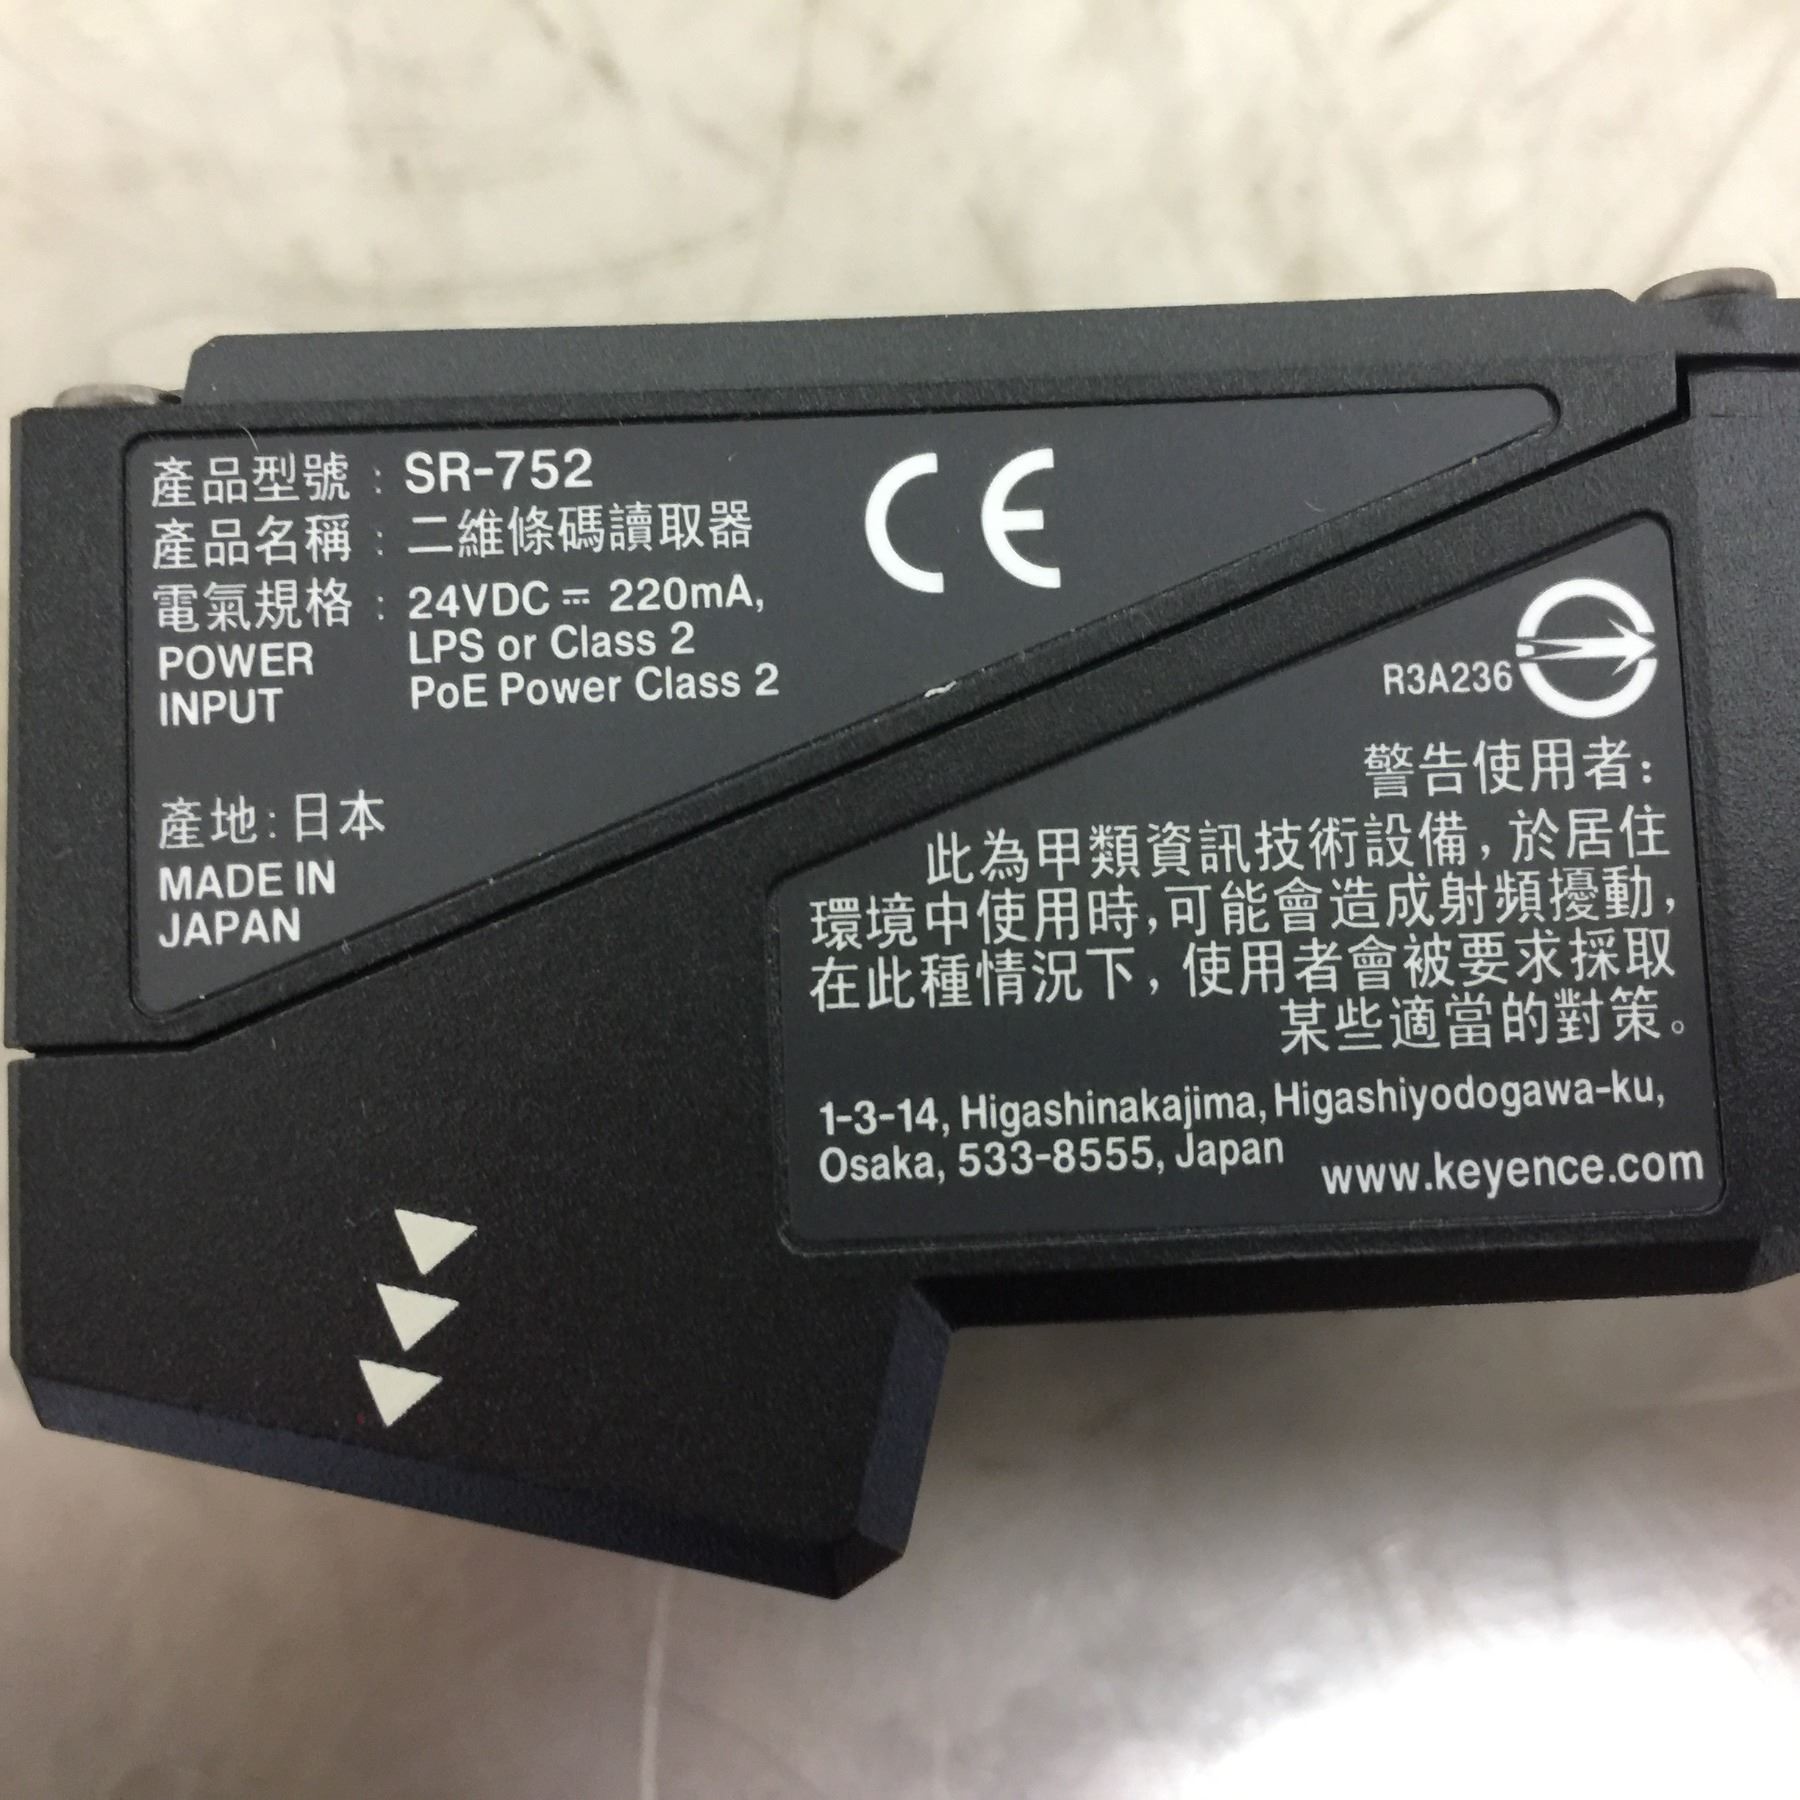 產品型號 : SR-752
產品名稱 : 二維條碼讀取器
電氣規格 : 24VDC ⎓ 220mA,
POWER LPS or Class 2
INPUT PoE Power Class 2
產地: 日本
MADE IN
JAPAN
CE
R3A236
警告使用者:
此為甲類資訊技術設備, 於居住
環境中使用時, 可能會造成射頻擾動,
在此種情況下, 使用者會被要求採取
某些適當的對策。
1-3-14, Higashinakajima, Higashiyodogawa-ku,
Osaka, 533-8555, Japan
www.keyence.com